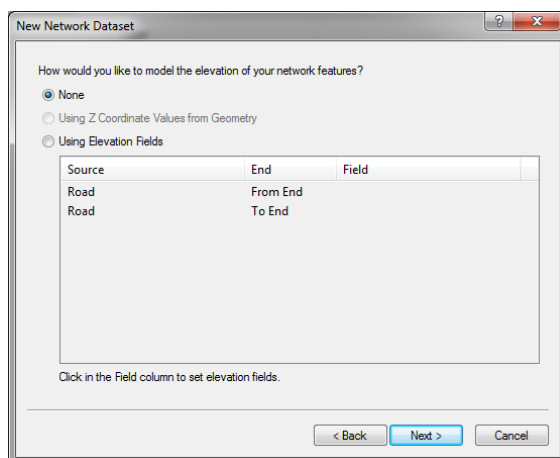 New Network Dataset
How would you like to model the elevation of your network features?
None
Using Z Coordinate Values from Geometry
Using Elevation Fields
Source End Field
Road From End
Road To End
Click in the Field column to set elevation fields.
< Back Next > Cancel